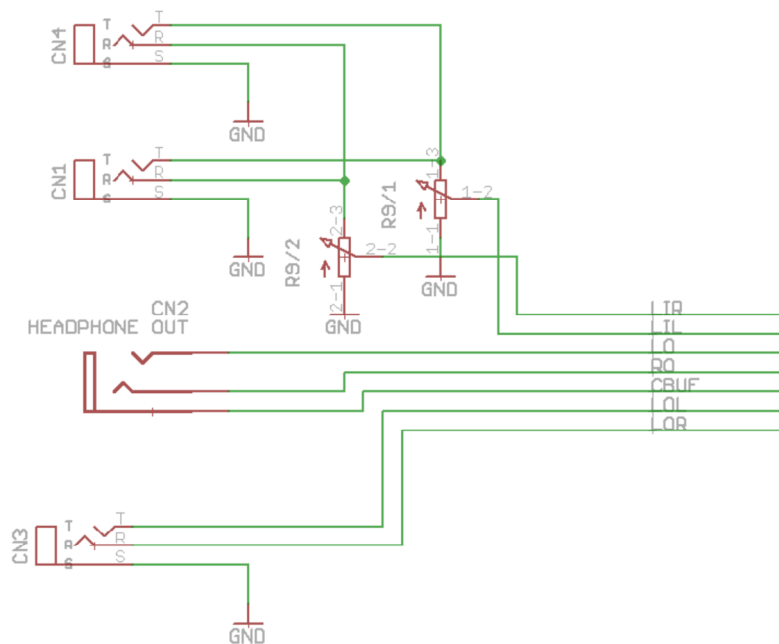 CN4 T T
R R
S S
GND
CN1 T T
R R
S S
GND
1-3
R9/1 1-2
1-1
GND
2-3
R9/2 2-2
2-1
GND
CN2
HEADPHONE OUT
LIR
LIL
LO
RO
CBUF
LOL
LOR
CN3 T T
R R
S S
GND